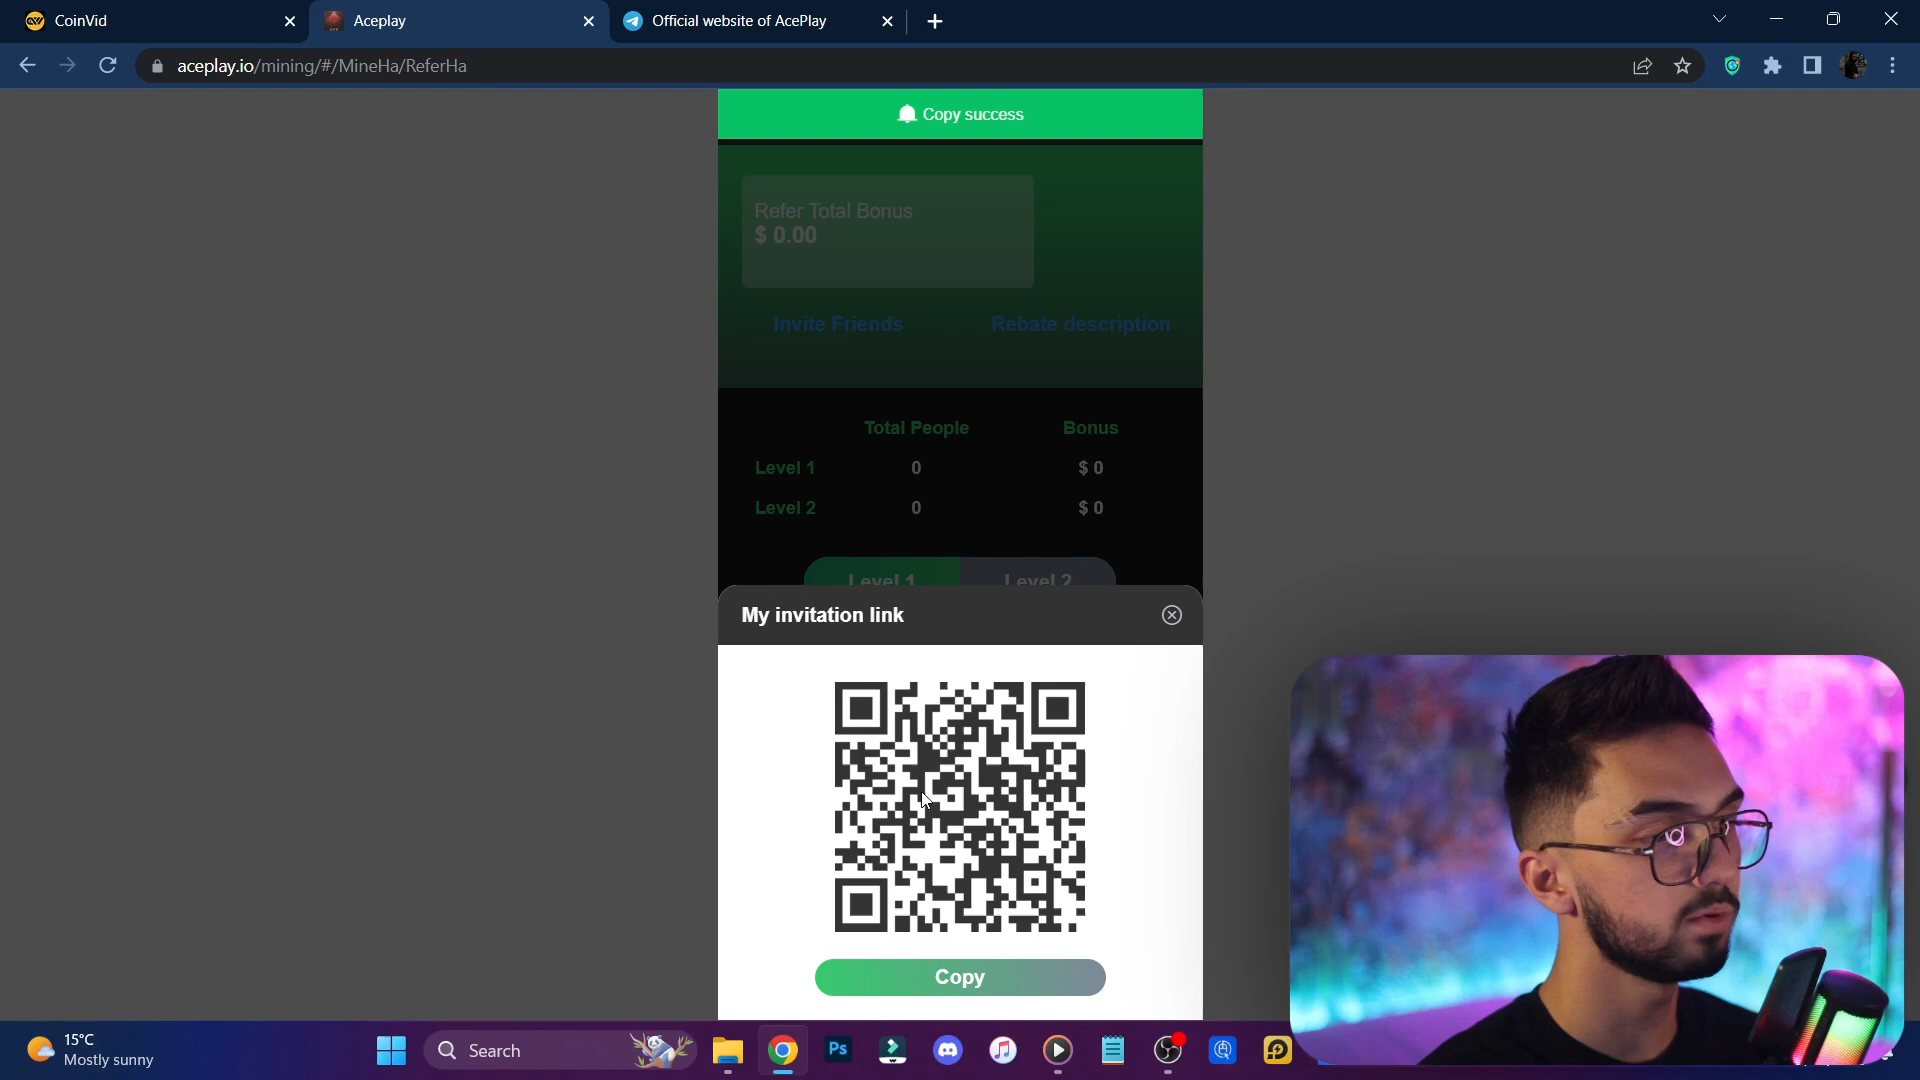 CoinVid
Aceplay
Official website of AcePlay
aceplay.io/mining/#/MineHa/ReferHa
Copy success
Refer Total Bonus
$ 0.00
Invite Friends Rebate description
Total People Bonus
Level 1 0 $ 0
Level 2 0 $ 0
Level 1 Level 2
My invitation link
Copy
15°C
Mostly sunny
Search
Ps